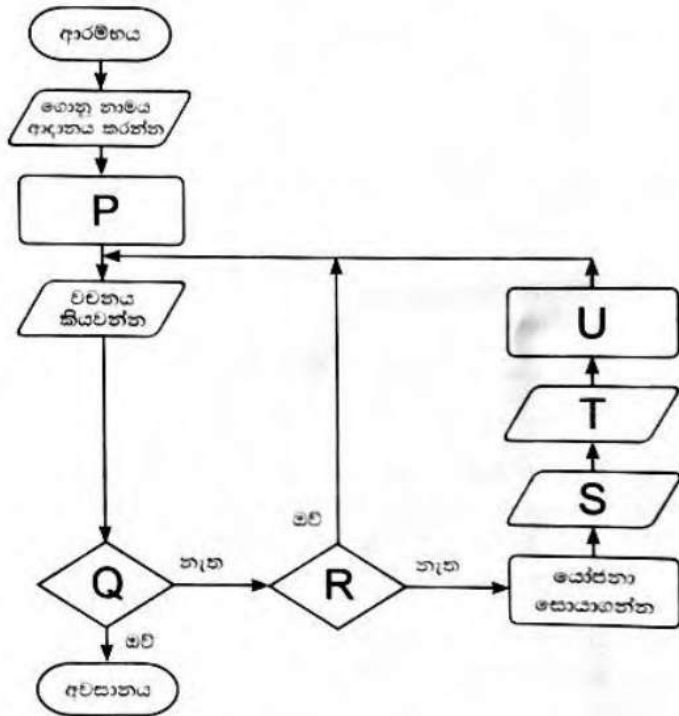 ආරම්භය
ගොනු නාමය
ආදානය කරන්න
P
වචනය
කියවන්න
U
T
S
ඔව්
නැත
නැත
Q
R
යෝජනා
සොයාගන්න
ඔව්
අවසානය